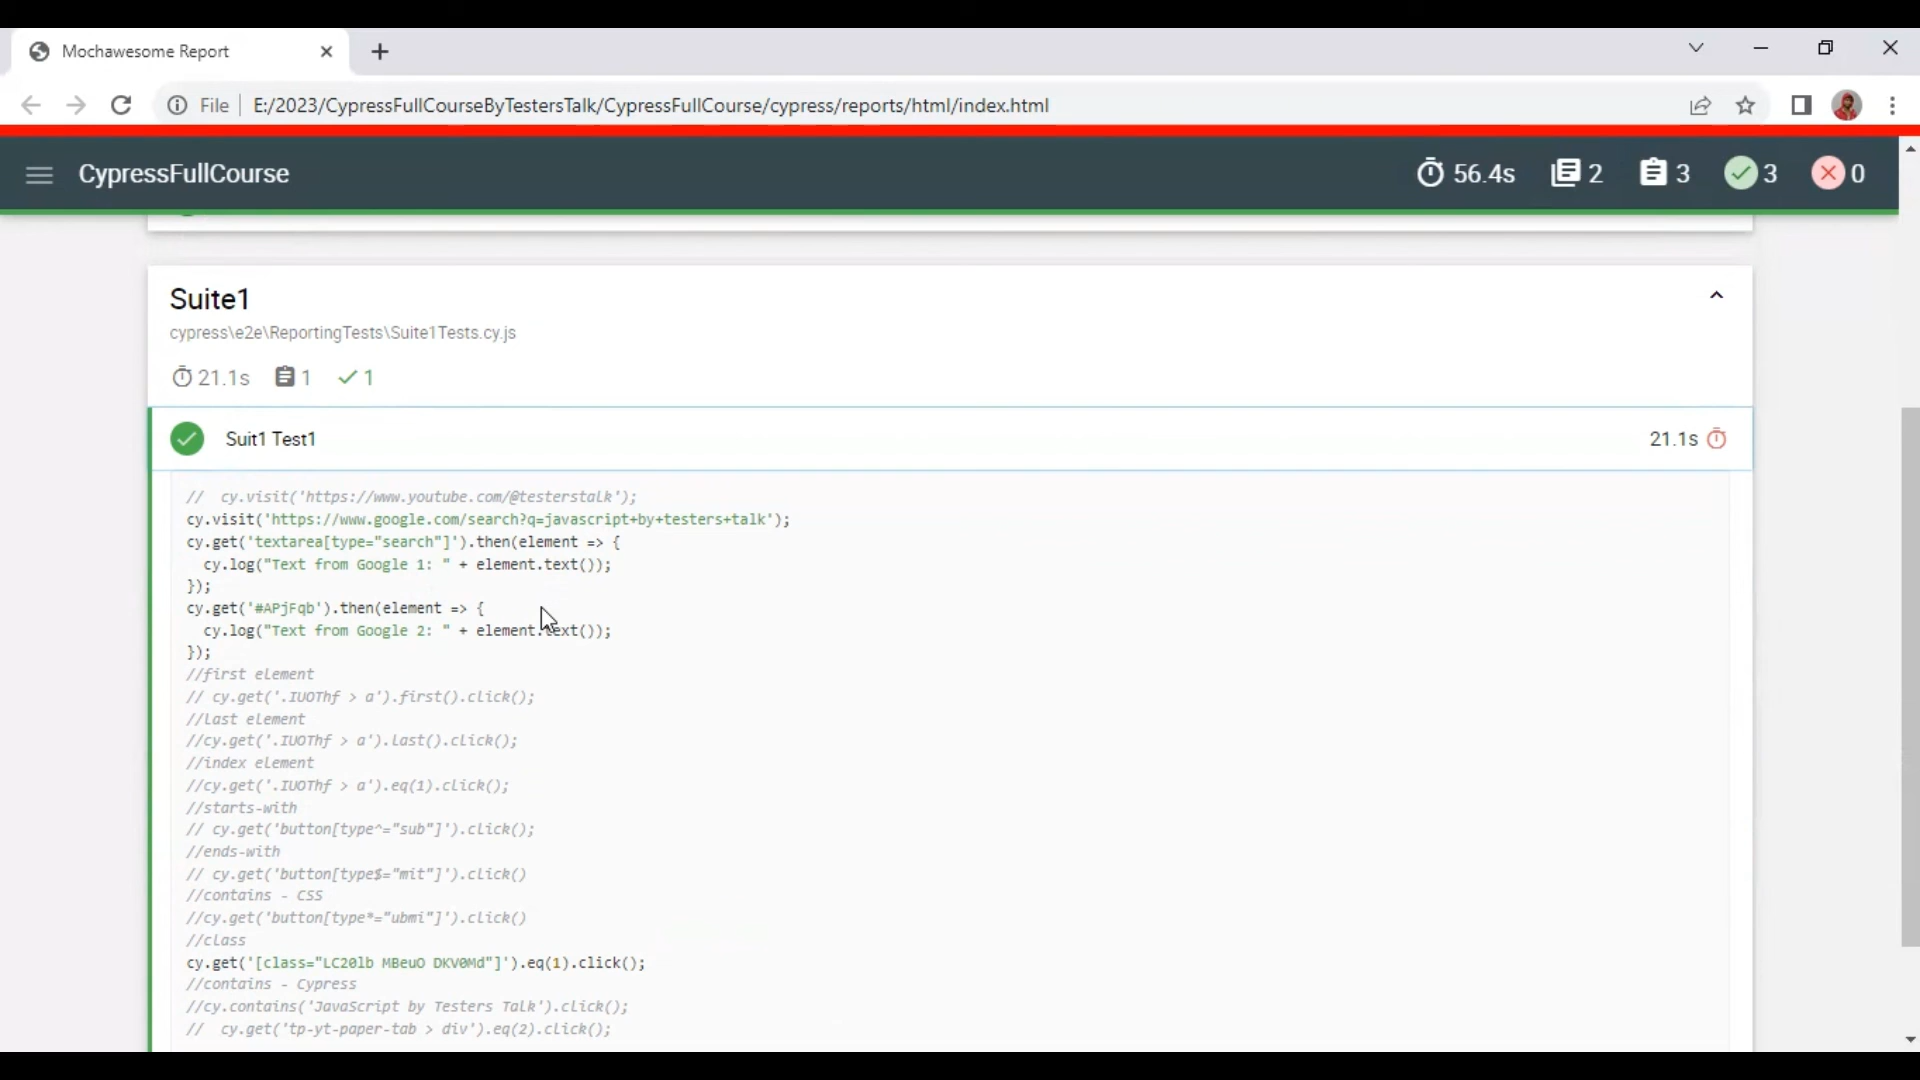 Mochawesome Report
File E:/2023/CypressFullCourseByTestersTalk/CypressFullCourse/cypress/reports/html/index.html
CypressFullCourse 56.4s 2 3 3 0
Suite1
cypress\e2e\ReportingTests\Suite1Tests.cy.js
21.1s 1 1
Suit1 Test1 21.1s
//  cy.visit('https://www.youtube.com/@testerstalk');
cy.visit('https://www.google.com/search?q=javascript+by+testers+talk');
cy.get('textarea[type="search"]').then(element => {
  cy.log("Text from Google 1: " + element.text());
});
cy.get('#APjFqb').then(element => {
  cy.log("Text from Google 2: " + element.text());
});
//first element
// cy.get('.IUOThf > a').first().click();
//last element
//cy.get('.IUOThf > a').last().click();
//index element
//cy.get('.IUOThf > a').eq(1).click();
//starts-with
// cy.get('button[type^="sub"]').click();
//ends-with
// cy.get('button[type$="mit"]').click()
//contains - CSS
//cy.get('button[type*="ubmi"]').click()
//class
cy.get('[class="LC20lb MBeuO DKV0Md"]').eq(1).click();
//contains - Cypress
//cy.contains('JavaScript by Testers Talk').click();
//  cy.get('tp-yt-paper-tab > div').eq(2).click();